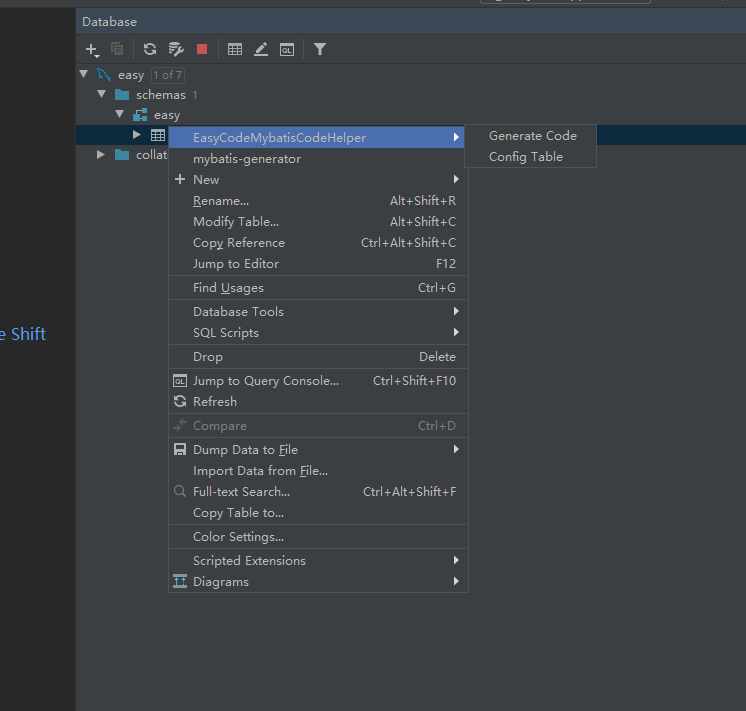 Database
easy 1 of 7
schemas 1
easy
EasyCodeMybatisCodeHelper
Generate Code
mybatis-generator
Config Table
collat
New
Rename... Alt+Shift+R
Modify Table... Alt+Shift+C
Copy Reference Ctrl+Alt+Shift+C
Jump to Editor F12
Find Usages Ctrl+G
Database Tools
e Shift
SQL Scripts
Drop Delete
QL Jump to Query Console... Ctrl+Shift+F10
Refresh
Compare Ctrl+D
Dump Data to File
Import Data from File...
Full-text Search... Ctrl+Alt+Shift+F
Copy Table to...
Color Settings...
Scripted Extensions
Diagrams